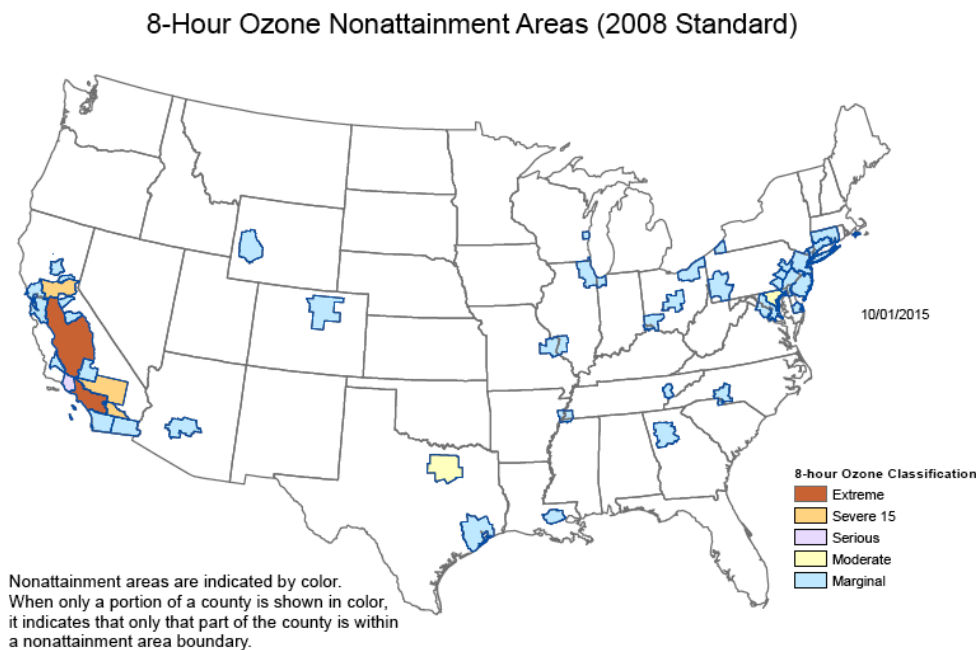 8-Hour Ozone Nonattainment Areas (2008 Standard)
10/01/2015
8-hour Ozone Classification
Extreme
Severe 15
Serious
Moderate
Marginal
Nonattainment areas are indicated by color.
When only a portion of a county is shown in color,
it indicates that only that part of the county is within
a nonattainment area boundary.